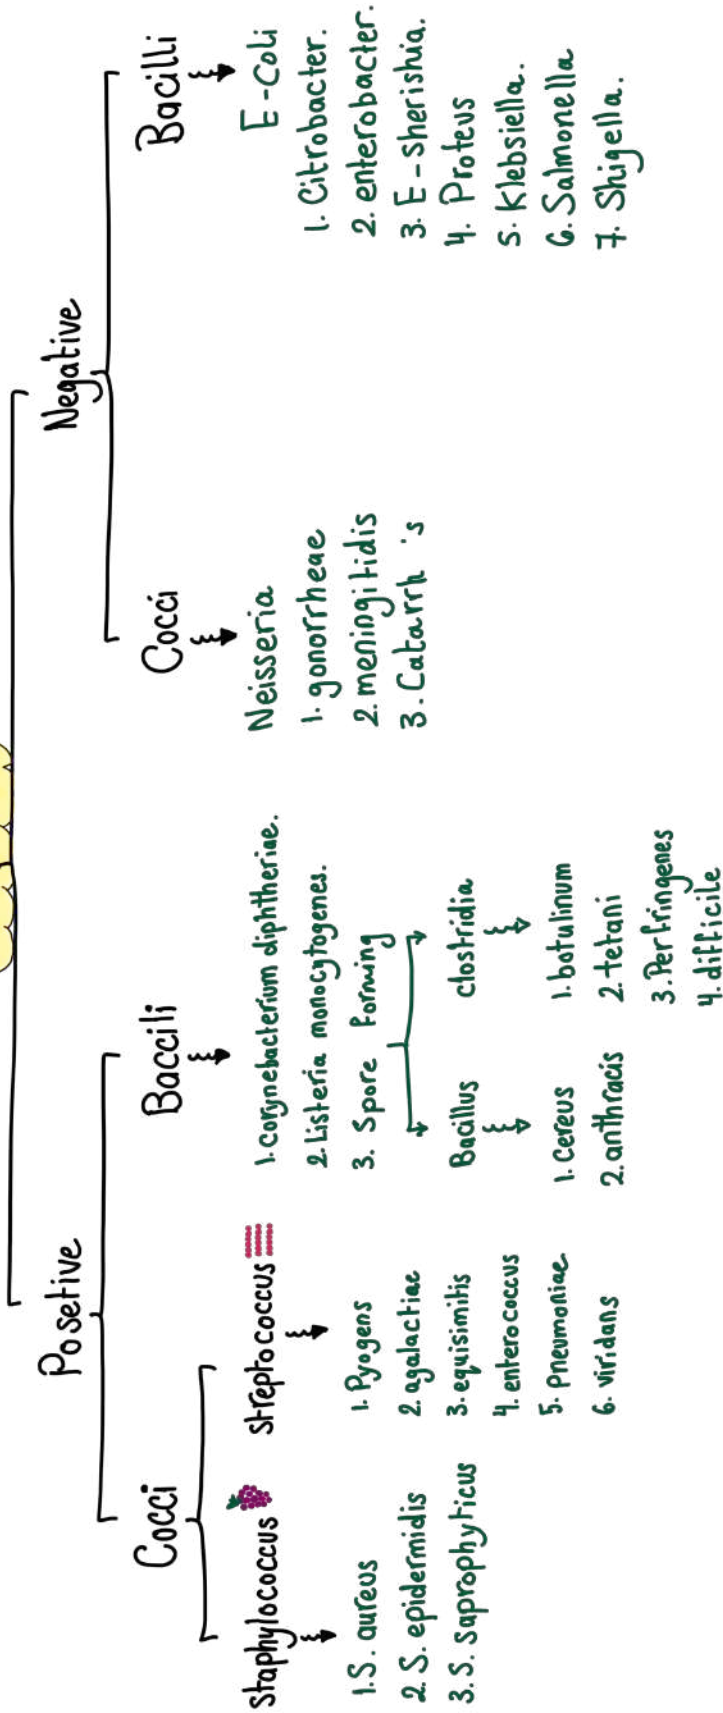 Posetive
Negative
Cocci
Baccili
Cocci
Bacilli
staphylococcus
1. S. aureus
2. S. epidermidis
3. S. Saprophyticus
streptococcus
1. Pyogens
2. agalactiae
3. equisimitis
4. enterococcus
5. pneumoniae
6. viridans
1. corynebacterium diphtheriae.
2. Listeria monocytogenes.
3. Spore Forming
Bacillus
1. Cereus
2. anthracis
clostridia
1. botulinum
2. tetani
3. Perfringenes
4. difficile
Neisseria
1. gonorrheae
2. meningitidis
3. Catarrh is
E-Coli
1. Citrobacter.
2. enterobacter.
3. E-sherishia.
4. Proteus
5. Klebsiella.
6. Salmonella
7. Shigella.